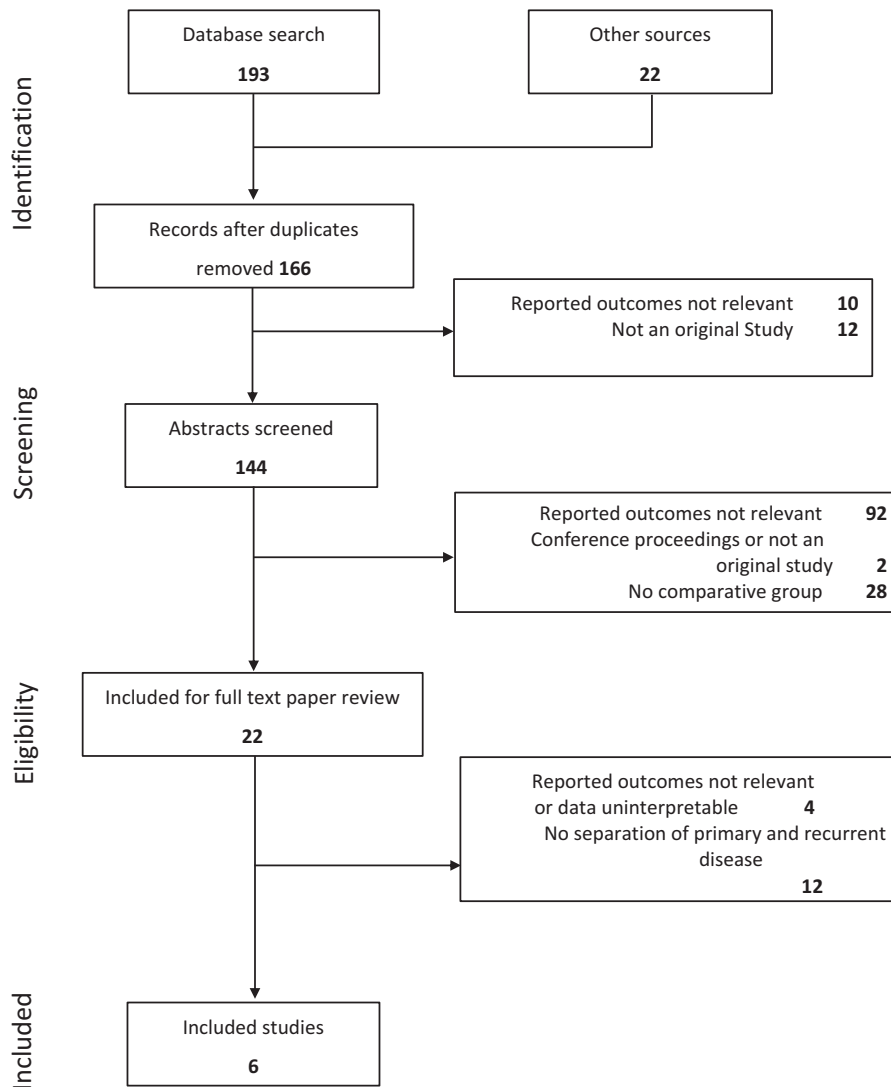 Identification
Database search
193
Other sources
22
Records after duplicates
removed 166
Reported outcomes not relevant 10
Not an original Study 12
Screening
Abstracts screened
144
Reported outcomes not relevant 92
Conference proceedings or not an
original study 2
No comparative group 28
Eligibility
Included for full text paper review
22
Reported outcomes not relevant
or data uninterpretable 4
No separation of primary and recurrent
disease
12
Included
Included studies
6